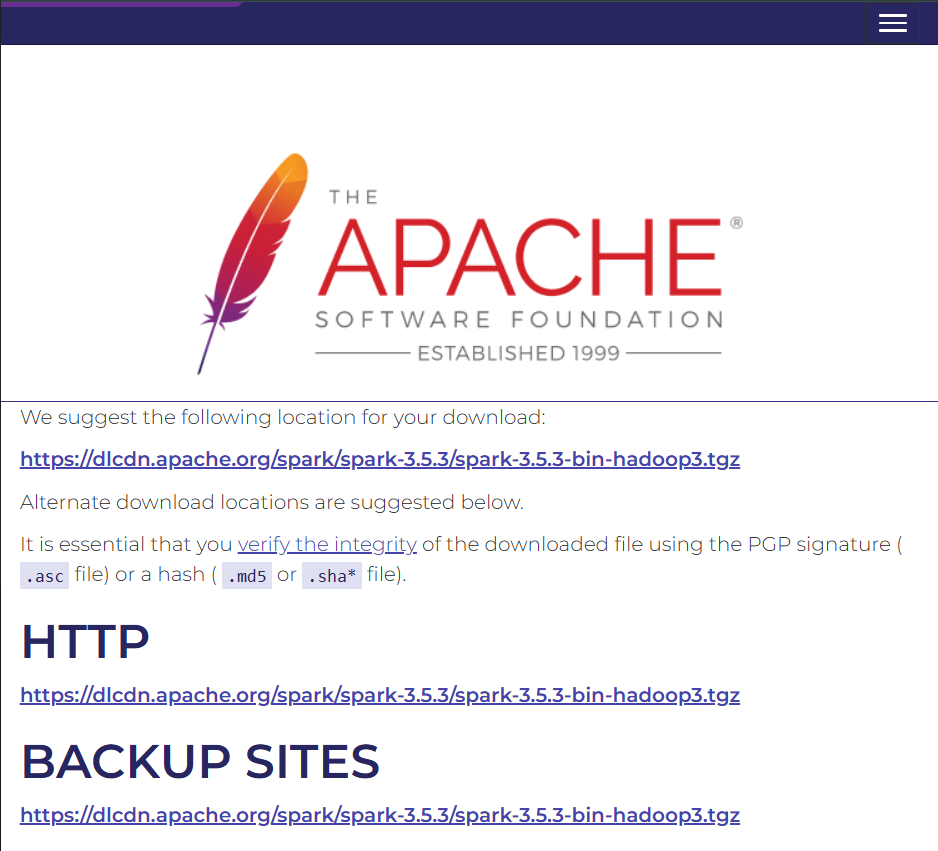 THE
APACHE®
SOFTWARE FOUNDATION
ESTABLISHED 1999
We suggest the following location for your download:
https://dlcdn.apache.org/spark/spark-3.5.3/spark-3.5.3-bin-hadoop3.tgz
Alternate download locations are suggested below.
It is essential that you verify the integrity of the downloaded file using the PGP signature (
.asc file) or a hash ( .md5 or .sha* file).
HTTP
https://dlcdn.apache.org/spark/spark-3.5.3/spark-3.5.3-bin-hadoop3.tgz
BACKUP SITES
https://dlcdn.apache.org/spark/spark-3.5.3/spark-3.5.3-bin-hadoop3.tgz